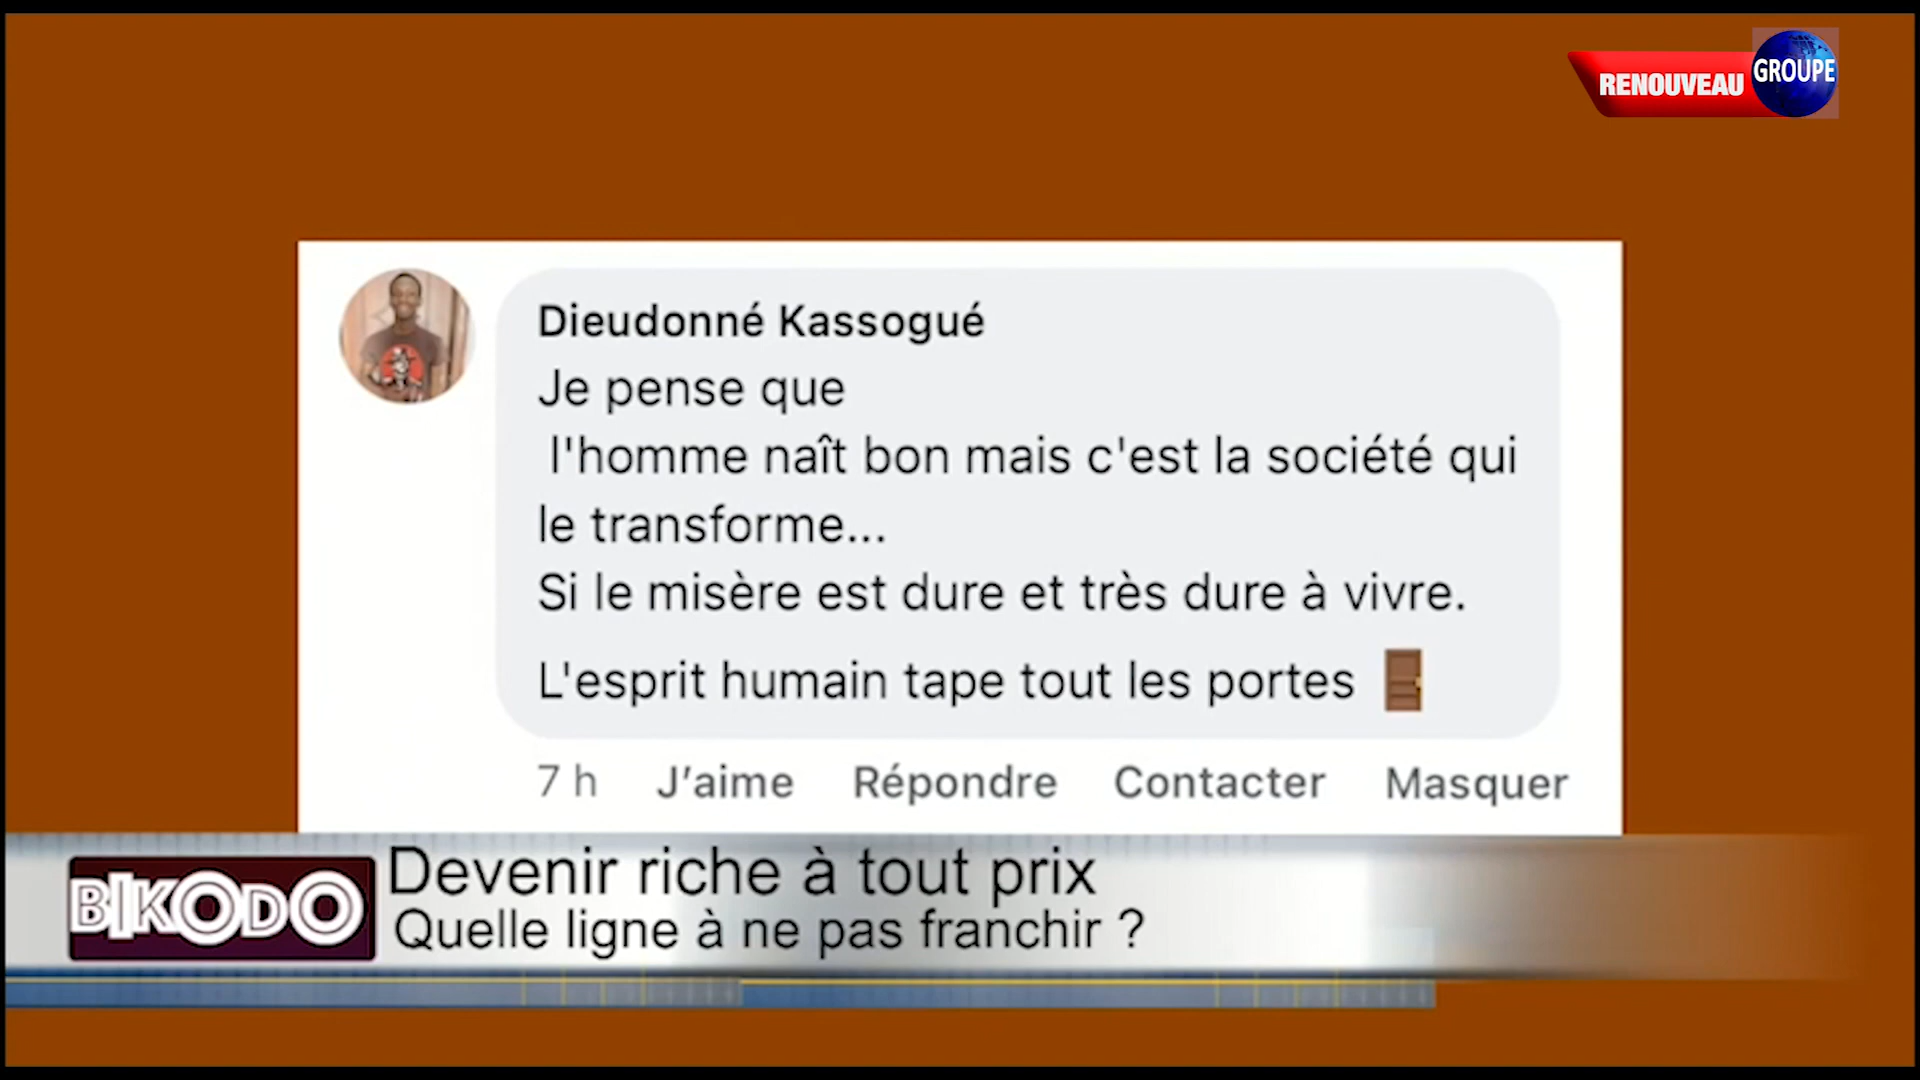 RENOUVEAU GROUPE
Dieudonné Kassogué
Je pense que
l'homme naît bon mais c'est la société qui
le transforme...
Si le misère est dure et très dure à vivre.
L'esprit humain tape tout les portes 🚪
7 h J'aime Répondre Contacter Masquer
BIKODO
Devenir riche à tout prix
Quelle ligne à ne pas franchir ?